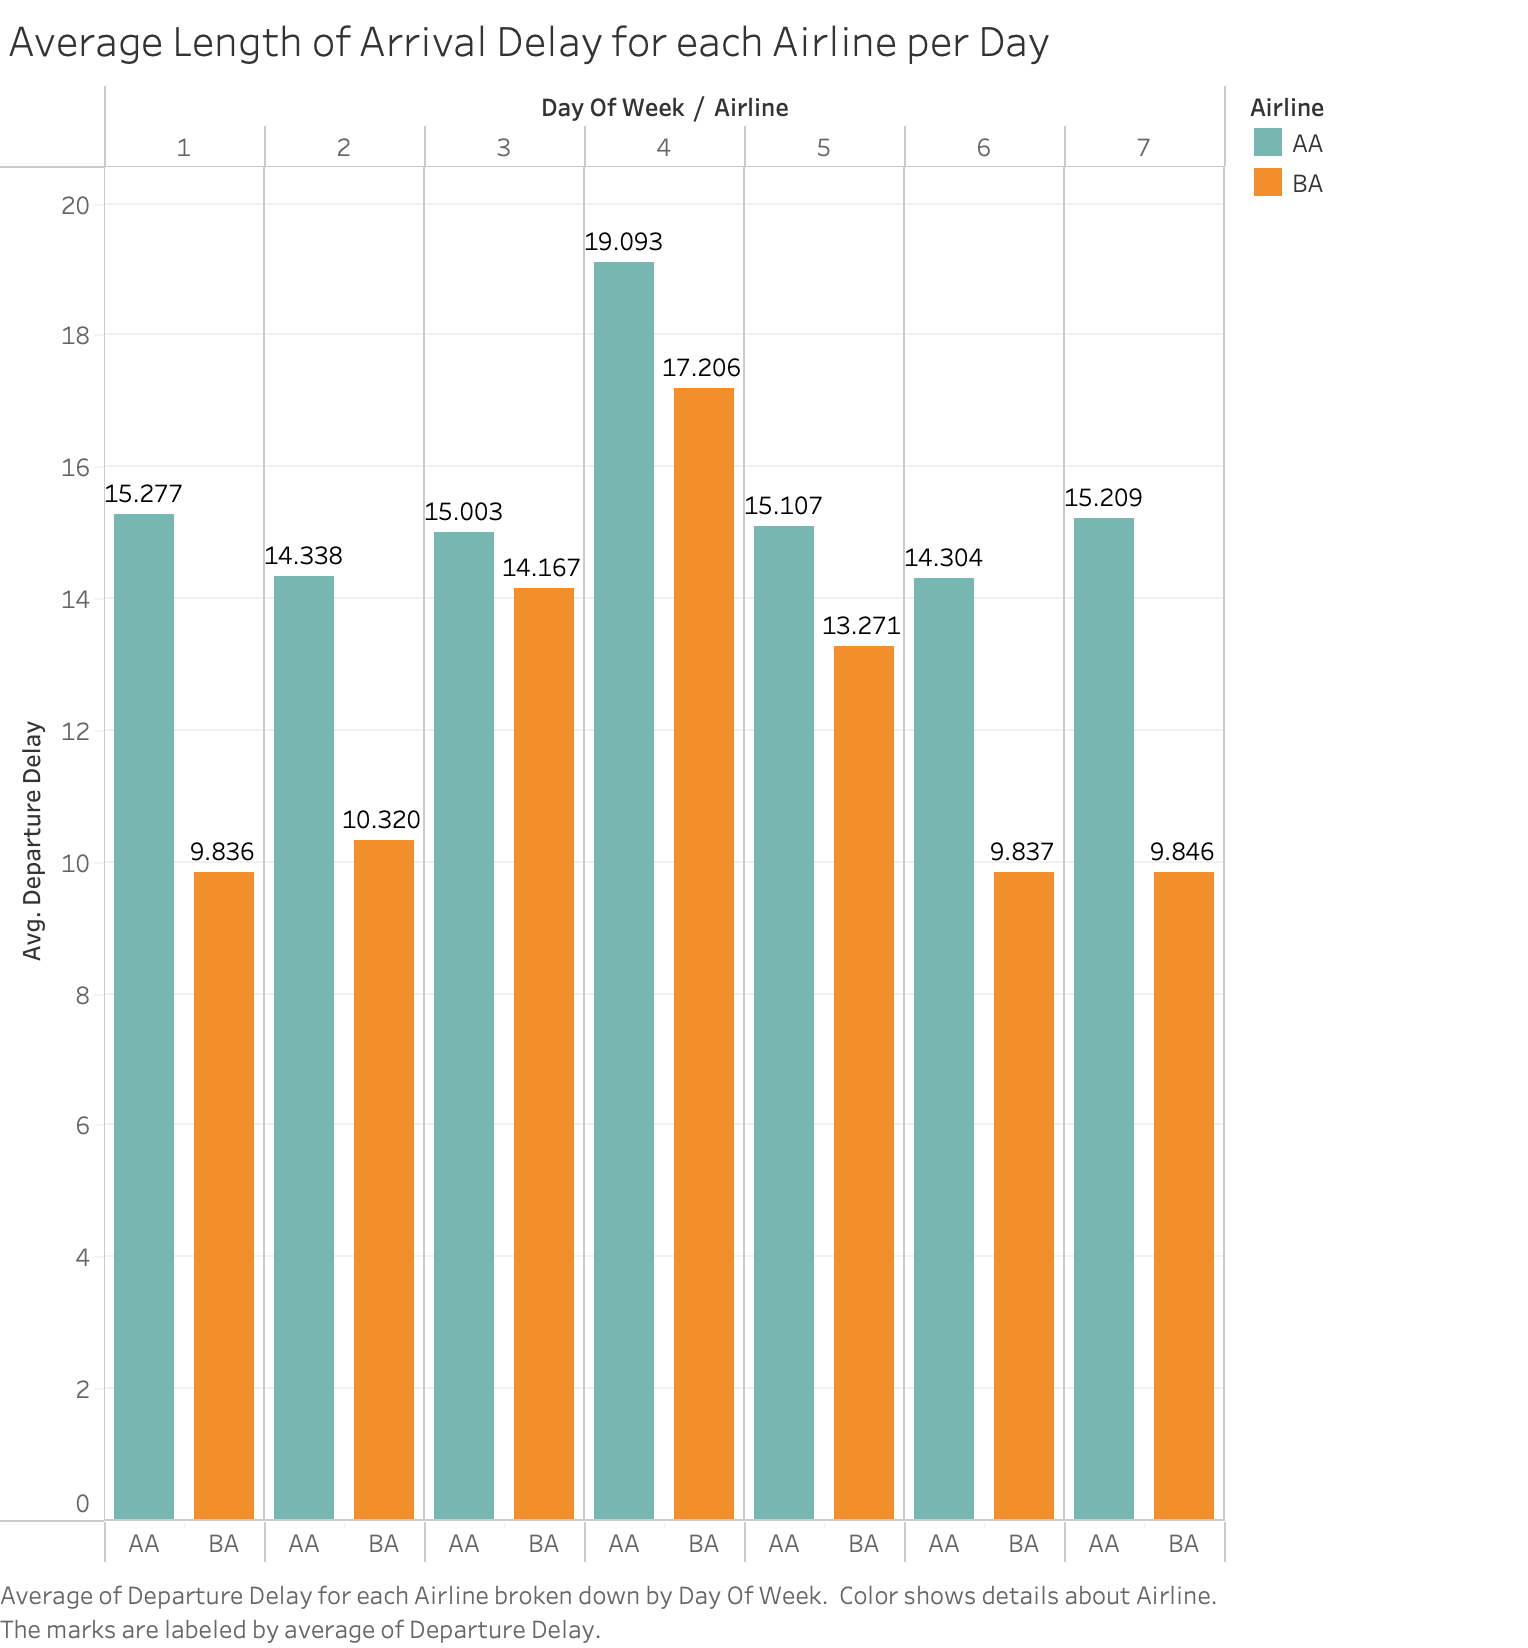 Average Length of Arrival Delay for each Airline per Day
Day Of Week / Airline
1 2 3 4 5 6 7
Airline
AA
BA
Avg. Departure Delay
20
18
16
14
12
10
8
6
4
2
0
15.277
9.836
14.338
10.320
15.003
14.167
19.093
17.206
15.107
13.271
14.304
9.837
15.209
9.846
AA BA AA BA AA BA AA BA AA BA AA BA AA BA
Average of Departure Delay for each Airline broken down by Day Of Week.  Color shows details about Airline.
The marks are labeled by average of Departure Delay.